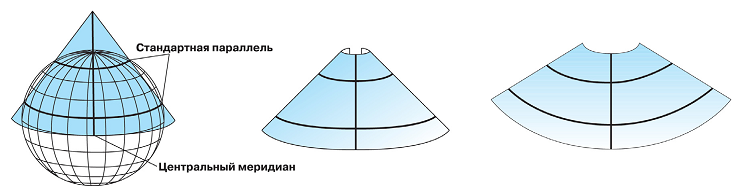 Стандартная параллель
Центральный меридиан